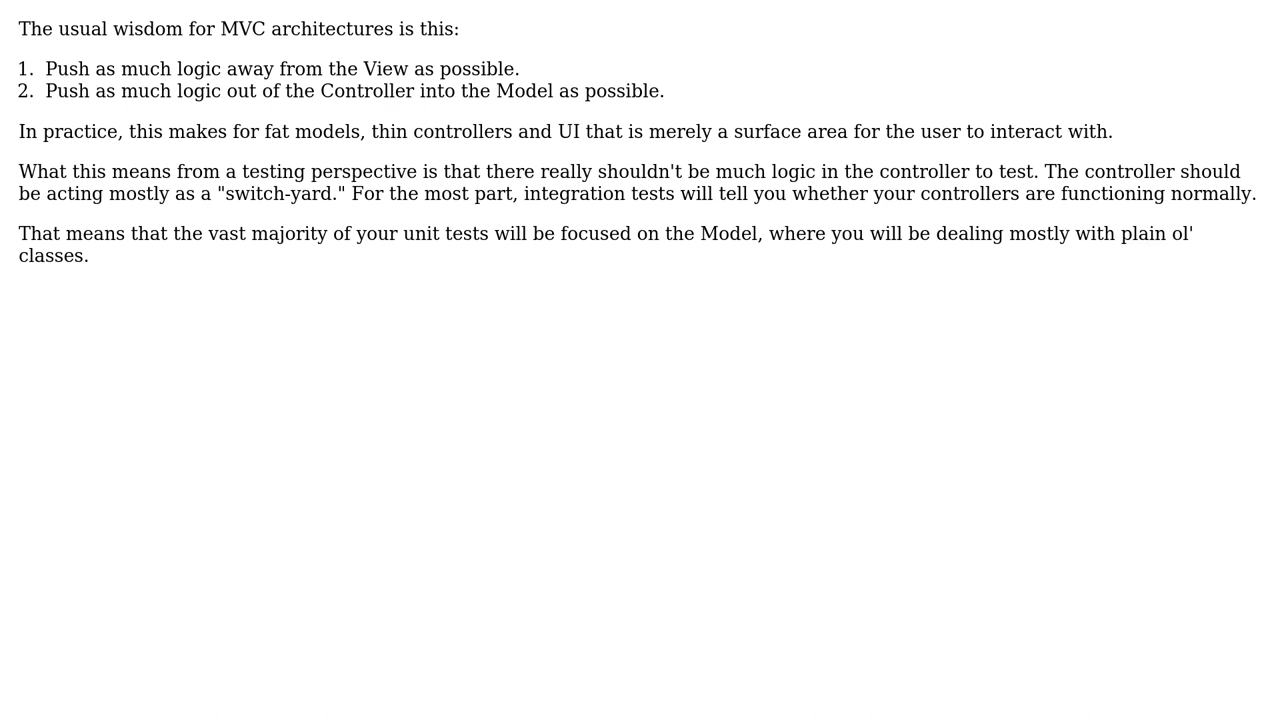 The usual wisdom for MVC architectures is this:
1. Push as much logic away from the View as possible.
2. Push as much logic out of the Controller into the Model as possible.
In practice, this makes for fat models, thin controllers and UI that is merely a surface area for the user to interact with.
What this means from a testing perspective is that there really shouldn't be much logic in the controller to test. The controller should
be acting mostly as a "switch-yard." For the most part, integration tests will tell you whether your controllers are functioning normally.
That means that the vast majority of your unit tests will be focused on the Model, where you will be dealing mostly with plain ol'
classes.